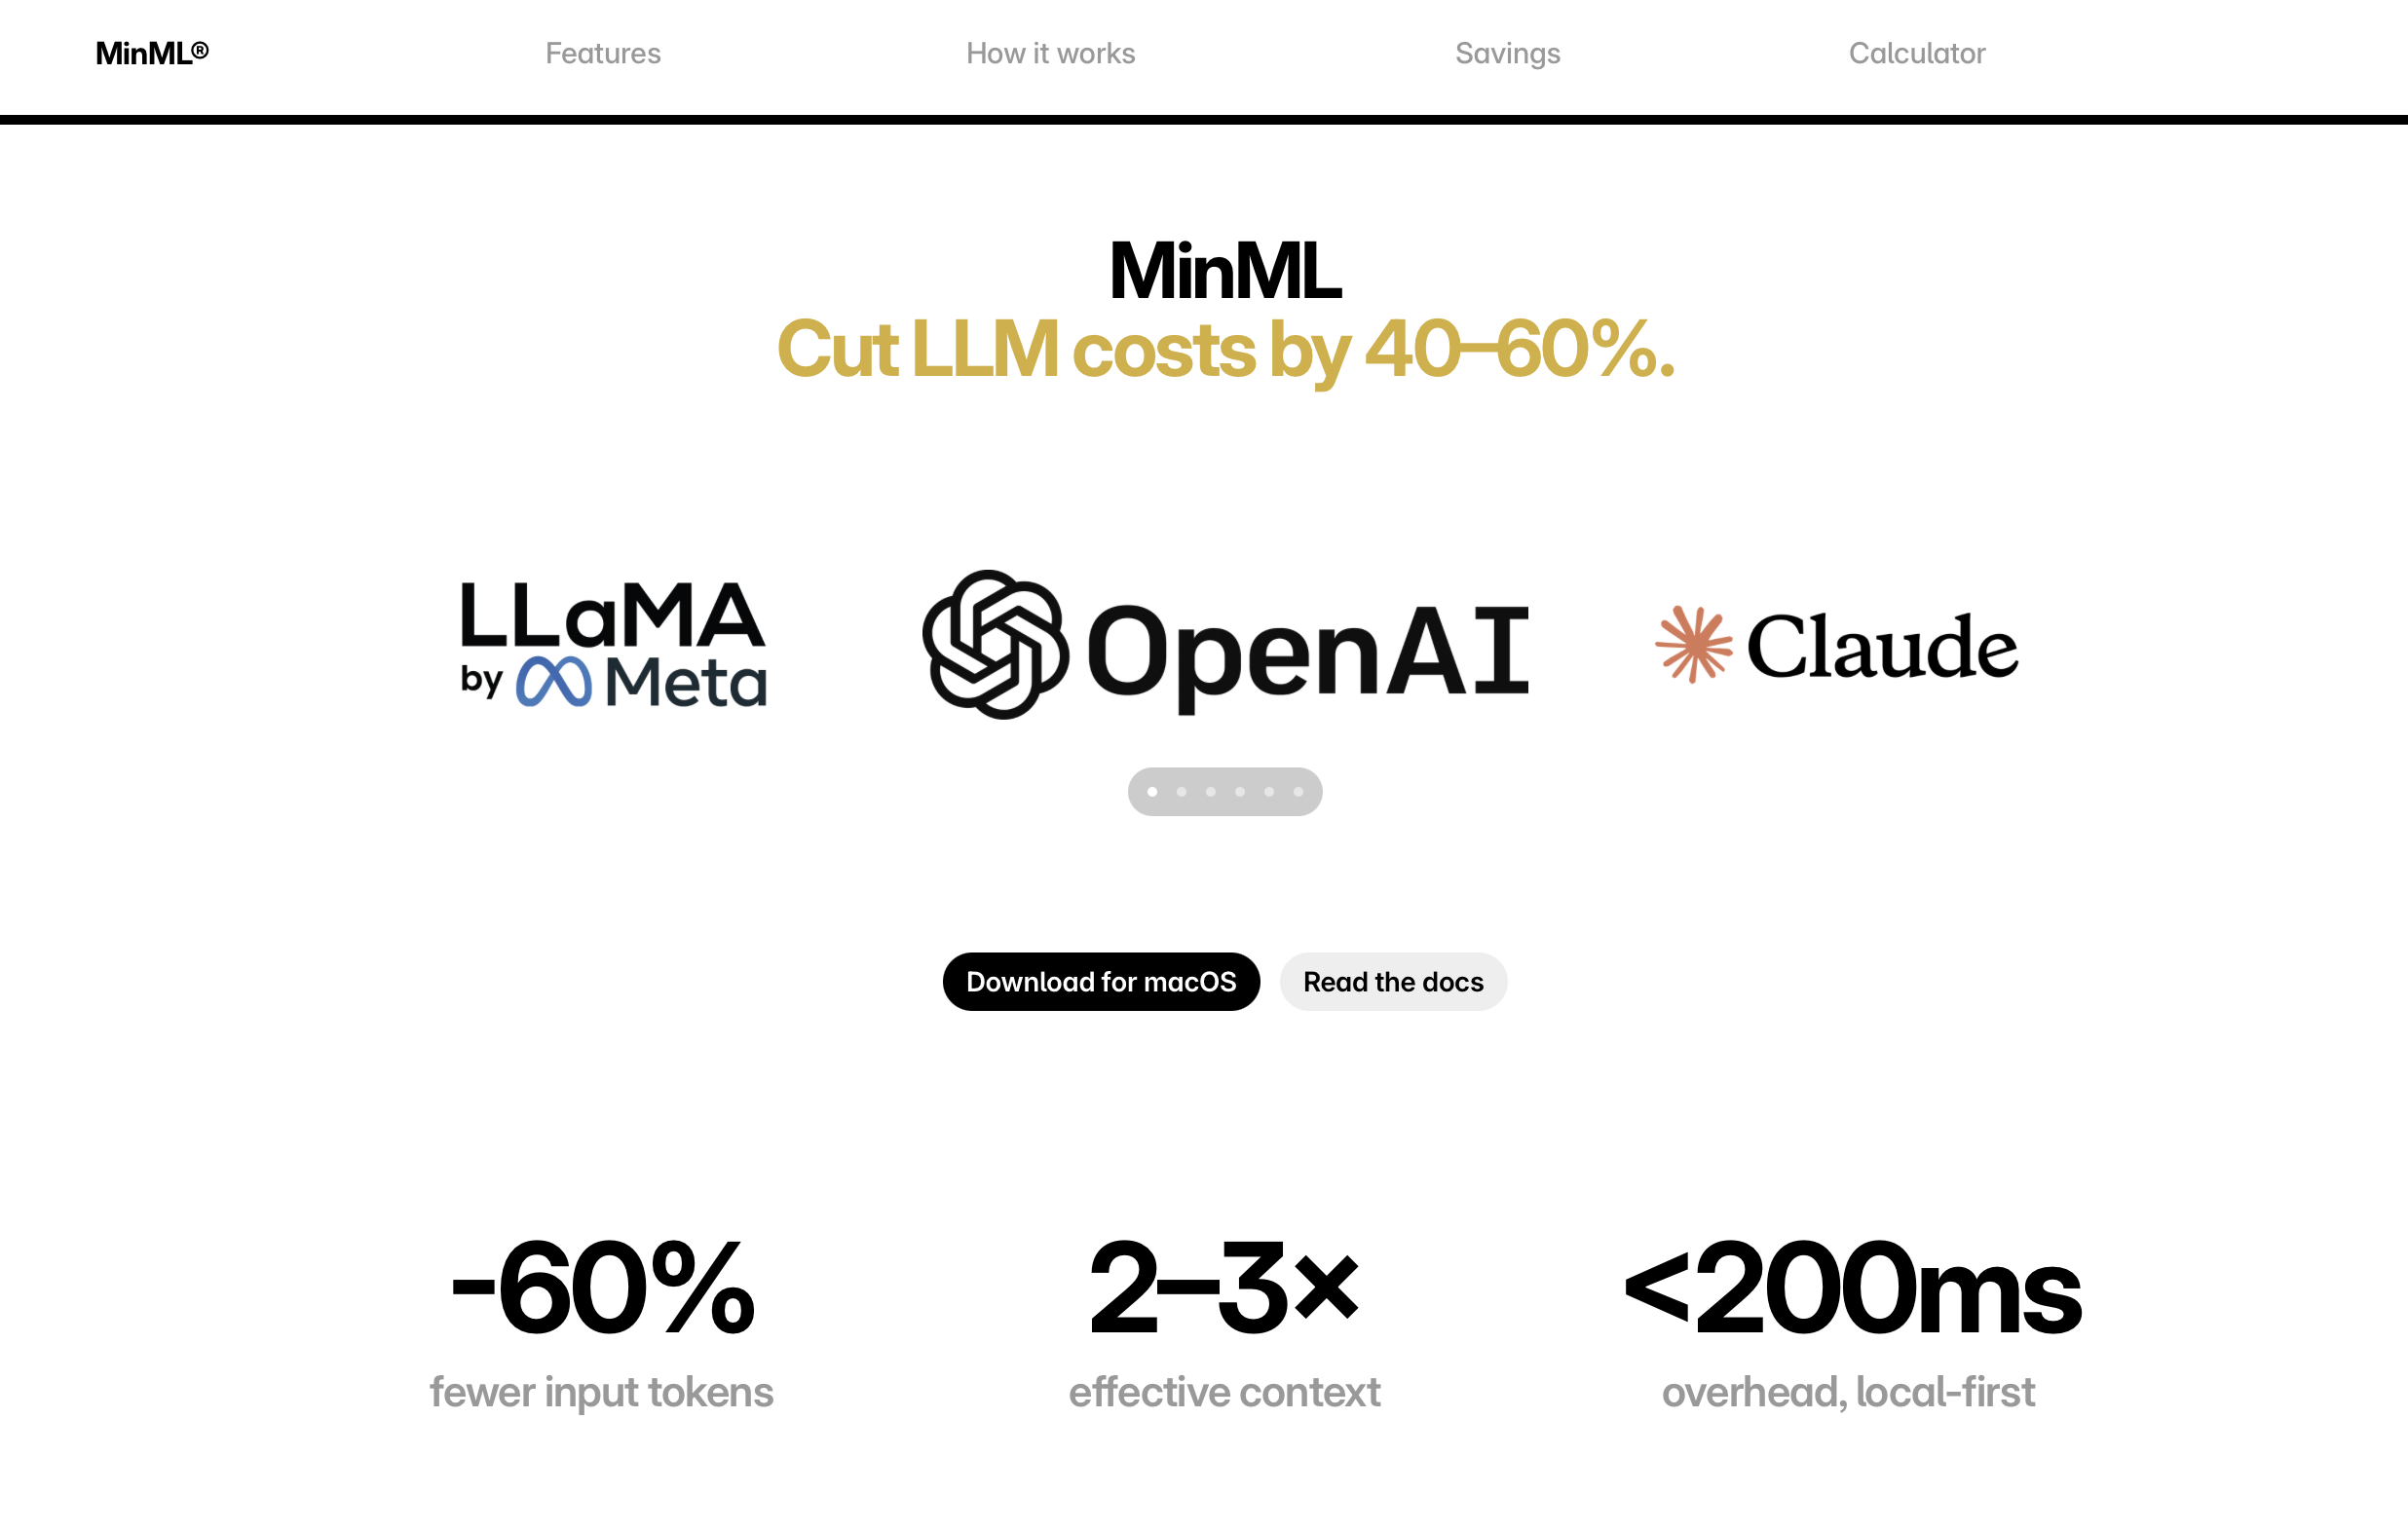 MinML®
Features
How it works
Savings
Calculator
MinML
Cut LLM costs by 40–60%.
LLaMA
by Meta
OpenAI
Claude
Download for macOS
Read the docs
-60%
2–3×
<200ms
fewer input tokens
effective context
overhead, local-first